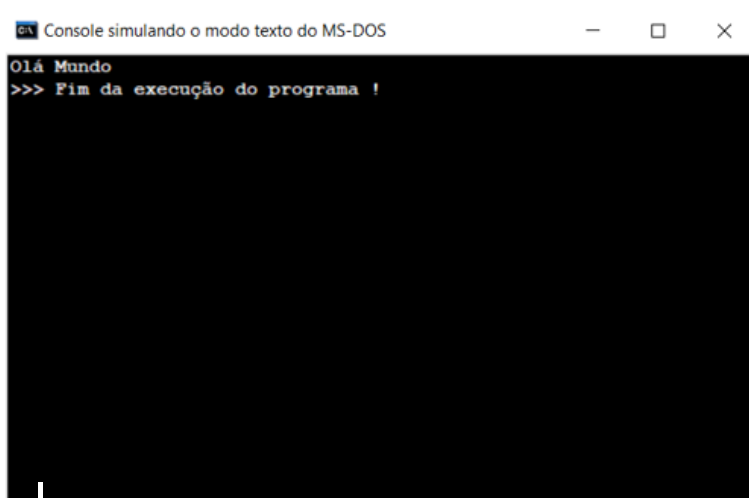 Console simulando o modo texto do MS-DOS
Olá Mundo
>>> Fim da execução do programa !